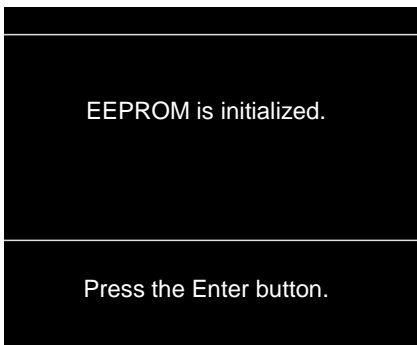 EEPROM is initialized.
Press the Enter button.